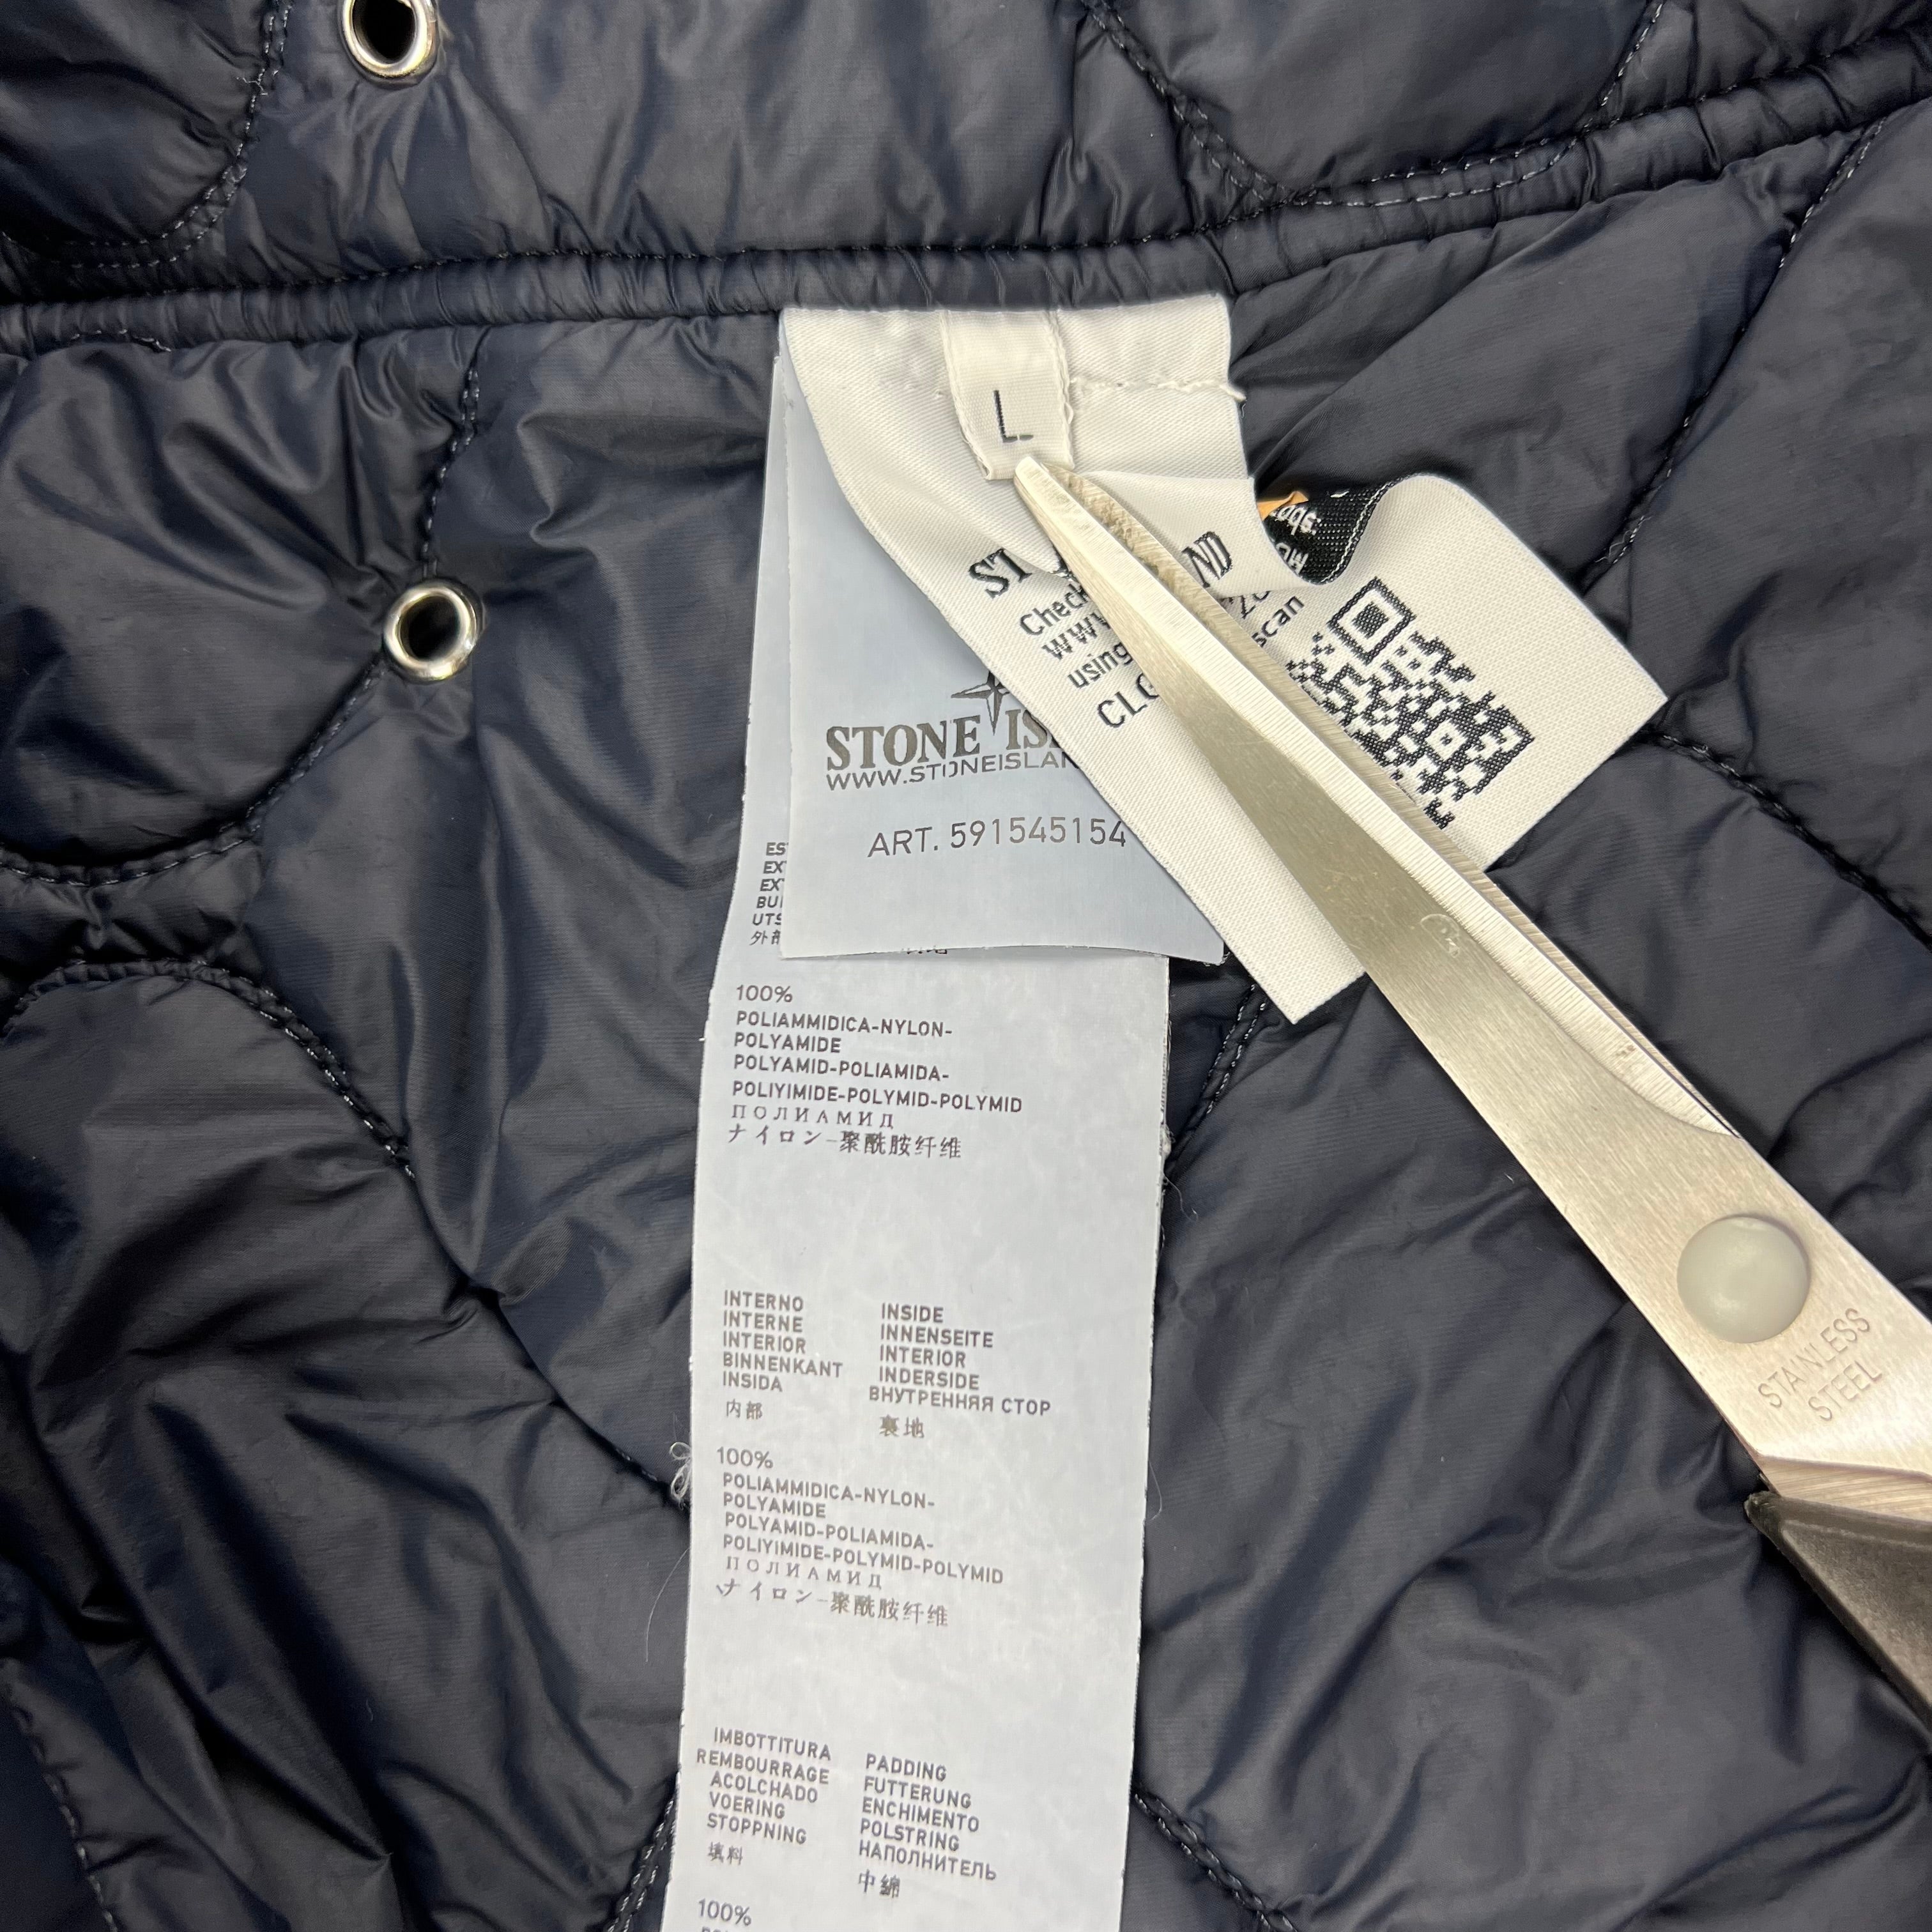 L
Check
using
scan
STONE
ART. 591545154
100%
POLIAMMIDICA-NYLON-
POLYAMIDE
POLYAMID-POLIAMIDA-
POLIYIMIDE-POLYMID-POLYMID
ПОЛИАМИД
ナイロン-聚酰胺纤维
INTERNO INSIDE
INTERNE INNENSEITE
INTERIOR INTERIOR
BINNENKANT INDERSIDE
INSIDA ВНУТРЕННЯЯ СТОР
内部 裏地
100%
POLIAMMIDICA-NYLON-
POLYAMIDE
POLYAMID-POLIAMIDA-
POLIYIMIDE-POLYMID-POLYMID
ПОЛИАМИД
ナイロン-聚酰胺纤维
IMBOTTITURA PADDING
REMBOURRAGE FUTTERUNG
ACOLCHADO ENCHIMENTO
VOERING POLSTRING
STOPPNING НАПОЛНИТЕЛЬ
填料 中綿
100%
STAINLESS
STEEL